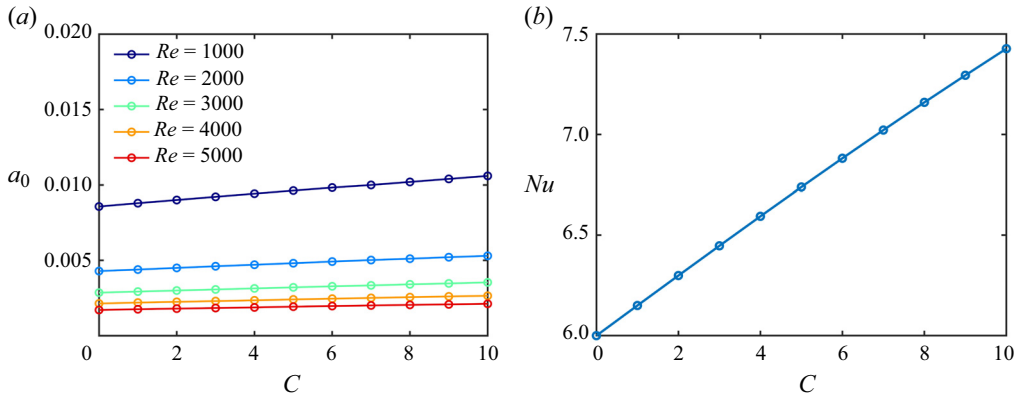 (a)
0.020
0.015
0.010
0.005
a0
Re = 1000
Re = 2000
Re = 3000
Re = 4000
Re = 5000
0 2 4 6 8 10
C
(b)
7.5
7.0
6.5
6.0
Nu
0 2 4 6 8 10
C